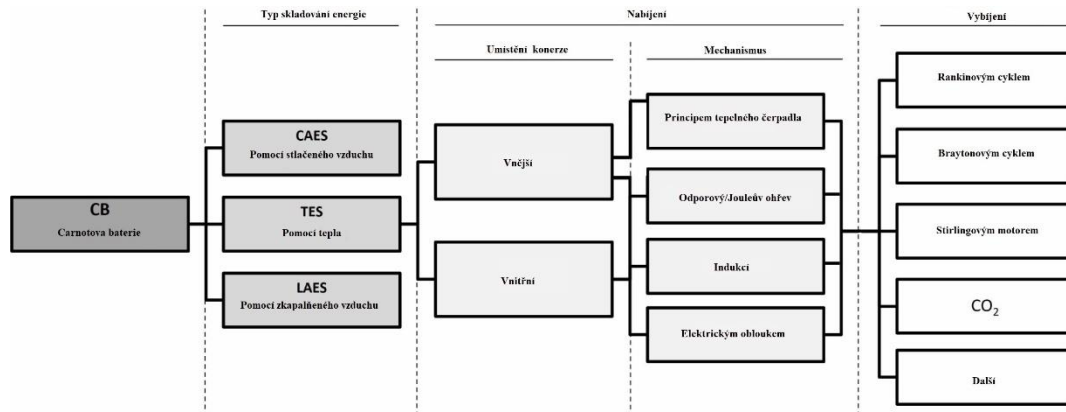 Typ skladování energie
Nabíjení
Vybíjení
Umístění konerze
Mechanismus
CB
Carnotova baterie
CAES
Pomocí stlačeného vzduchu
TES
Pomocí tepla
LAES
Pomocí zkapalňeného vzduchu
Vnější
Vnitřní
Principem tepelného čerpadla
Odporový/Jouleův ohřev
Indukcí
Elektrickým obloukem
Rankinovým cyklem
Braytonovým cyklem
Stirlingovým motorem
CO₂
Další